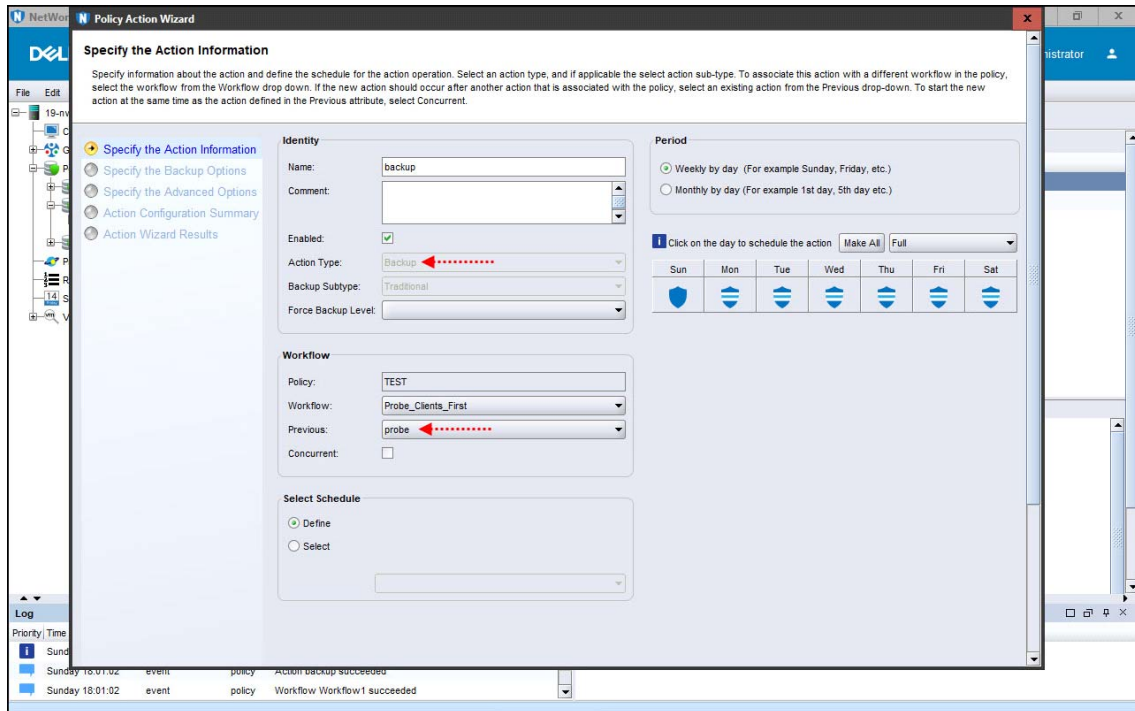 NetWor
Policy Action Wizard
x
DELL
istrator
File Edit
19-nv
Specify the Action Information
Specify information about the action and define the schedule for the action operation. Select an action type, and if applicable the select action sub-type. To associate this action with a different workflow in the policy,
select the workflow from the Workflow drop down. If the new action should occur after another action that is associated with the policy, select an existing action from the Previous drop-down. To start the new
action at the same time as the action defined in the Previous attribute, select Concurrent.
Specify the Action Information
Specify the Backup Options
Specify the Advanced Options
Action Configuration Summary
Action Wizard Results
Identity
Name: backup
Comment:
Enabled:
Action Type: Backup
Backup Subtype: Traditional
Force Backup Level:
Workflow
Policy: TEST
Workflow: Probe_Clients_First
Previous: probe
Concurrent:
Select Schedule
Define
Select
Period
Weekly by day (For example Sunday, Friday, etc.)
Monthly by day (For example 1st day, 5th day etc.)
Click on the day to schedule the action Make All Full
Sun Mon Tue Wed Thu Fri Sat
Log
Priority Time
Sund
Sunday 18:01:02 event policy Action backup succeeded
Sunday 18:01:02 event policy Workflow Workflow1 succeeded